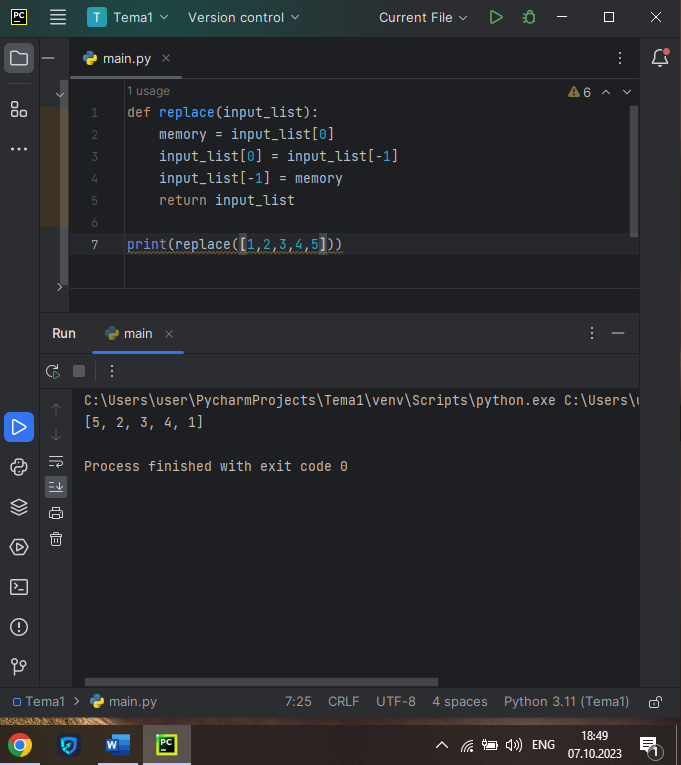 PC
T Tema1 Version control Current File
main.py
1 usage
6
1 def replace(input_list):
2 memory = input_list[0]
3 input_list[0] = input_list[-1]
4 input_list[-1] = memory
5 return input_list
6
7 print(replace([1,2,3,4,5]))
Run main
C:\Users\user\PycharmProjects\Tema1\venv\Scripts\python.exe C:\Users\u
[5, 2, 3, 4, 1]
Process finished with exit code 0
Tema1 > main.py 7:25 CRLF UTF-8 4 spaces Python 3.11 (Tema1)
W PC ENG 18:49
07.10.2023
1